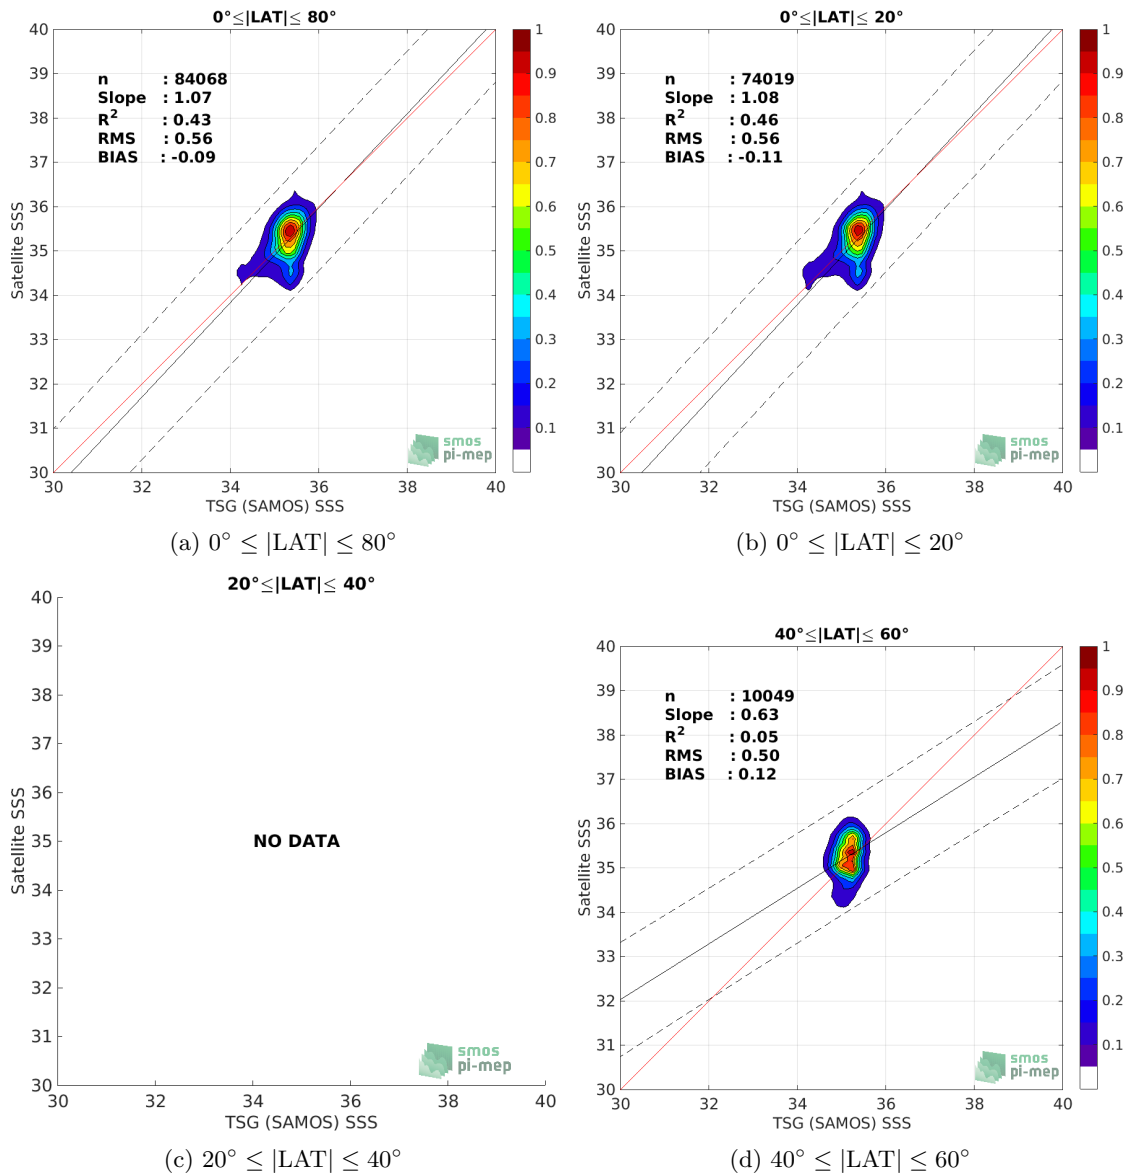 0°≤|LAT|≤ 80°
40
39
38
37
36
35
34
33
32
31
30
Satellite SSS
n : 84068
Slope : 1.07
R2 : 0.43
RMS : 0.56
BIAS : -0.09
smos
pi-mep
30 32 34 36 38 40
TSG (SAMOS) SSS
1
0.9
0.8
0.7
0.6
0.5
0.4
0.3
0.2
0.1
(a) 0° ≤ |LAT| ≤ 80°
0°≤|LAT|≤ 20°
40
39
38
37
36
35
34
33
32
31
30
Satellite SSS
n : 74019
Slope : 1.08
R2 : 0.46
RMS : 0.56
BIAS : -0.11
smos
pi-mep
30 32 34 36 38 40
TSG (SAMOS) SSS
1
0.9
0.8
0.7
0.6
0.5
0.4
0.3
0.2
0.1
(b) 0° ≤ |LAT| ≤ 20°
20°≤|LAT|≤ 40°
40
39
38
37
36
35
34
33
32
31
30
Satellite SSS
NO DATA
smos
pi-mep
30 32 34 36 38 40
TSG (SAMOS) SSS
(c) 20° ≤ |LAT| ≤ 40°
40°≤|LAT|≤ 60°
40
39
38
37
36
35
34
33
32
31
30
Satellite SSS
n : 10049
Slope : 0.63
R2 : 0.05
RMS : 0.50
BIAS : 0.12
smos
pi-mep
30 32 34 36 38 40
TSG (SAMOS) SSS
1
0.9
0.8
0.7
0.6
0.5
0.4
0.3
0.2
0.1
(d) 40° ≤ |LAT| ≤ 60°